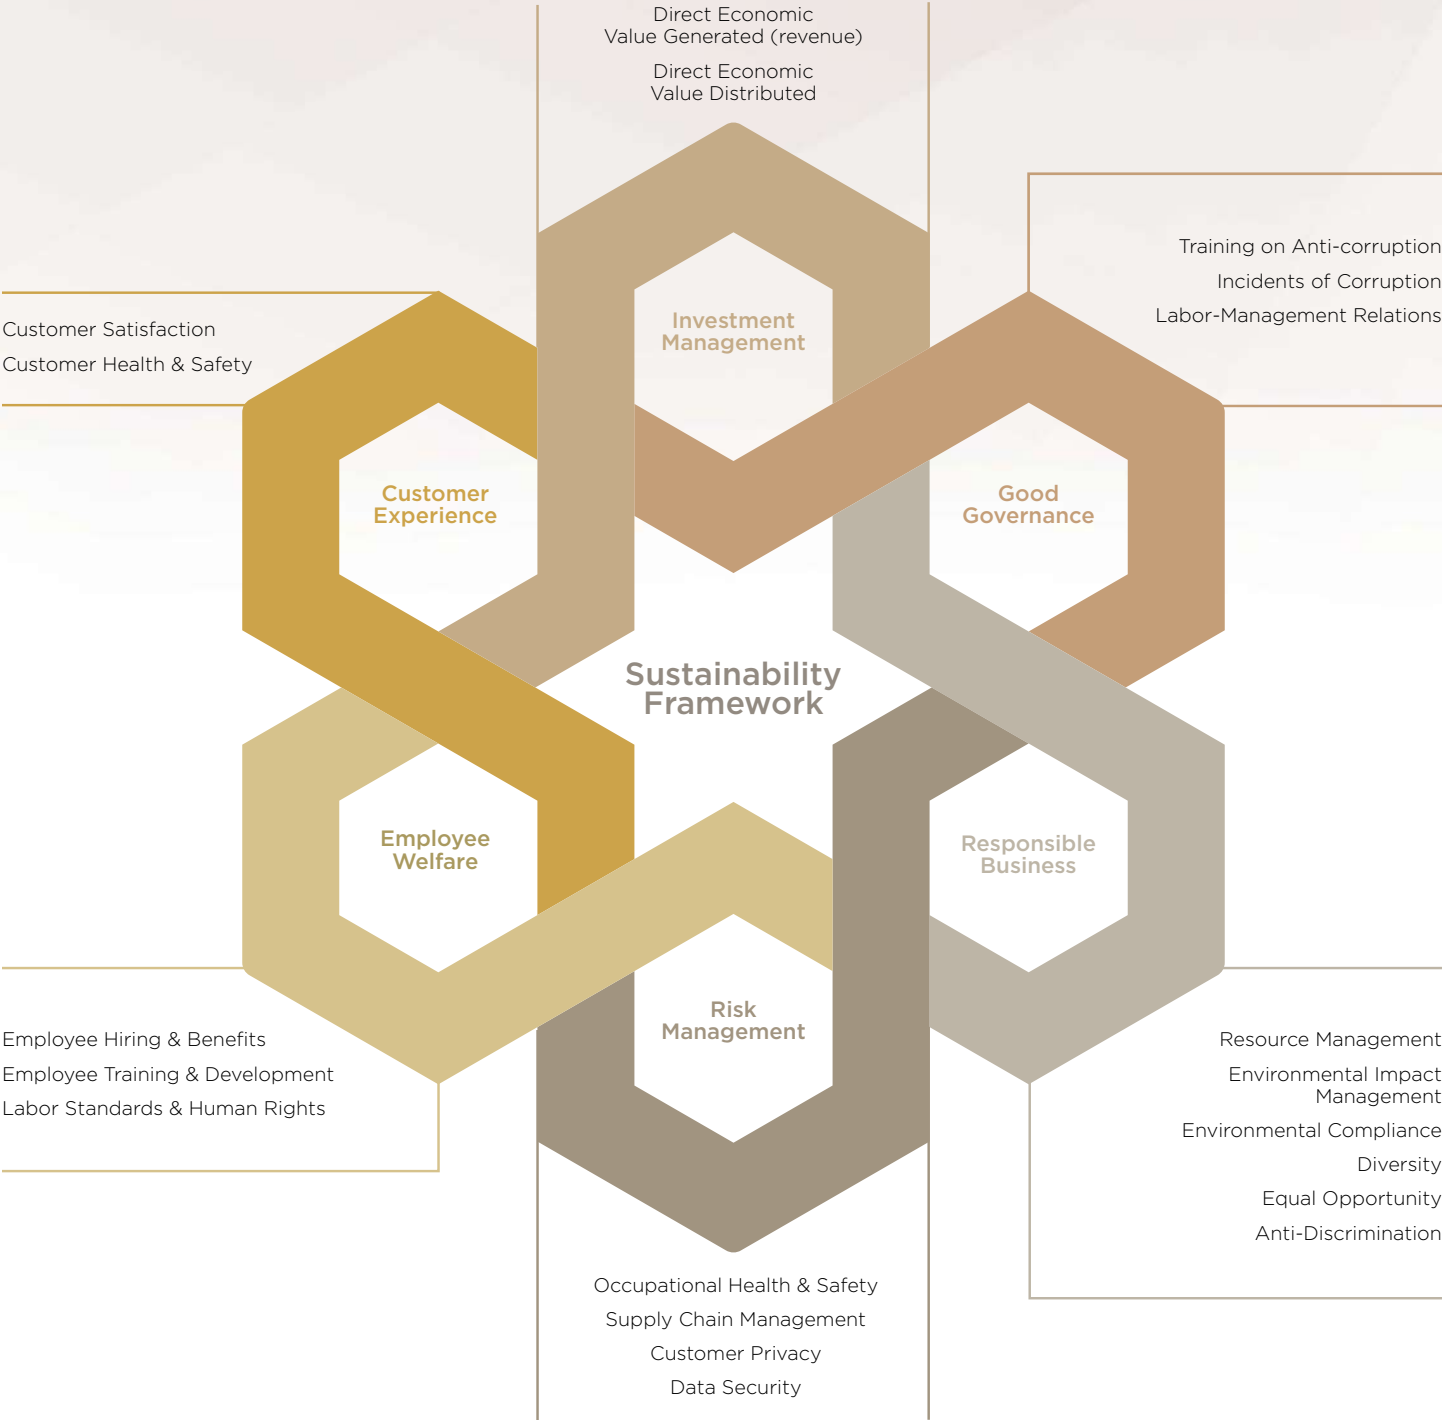 Direct Economic
Value Generated (revenue)
Direct Economic
Value Distributed
Training on Anti-corruption
Incidents of Corruption
Labor-Management Relations
Customer Satisfaction
Customer Health & Safety
Investment
Management
Customer
Experience
Good
Governance
Sustainability
Framework
Employee
Welfare
Responsible
Business
Risk
Management
Employee Hiring & Benefits
Employee Training & Development
Labor Standards & Human Rights
Resource Management
Environmental Impact
Management
Environmental Compliance
Diversity
Equal Opportunity
Anti-Discrimination
Occupational Health & Safety
Supply Chain Management
Customer Privacy
Data Security